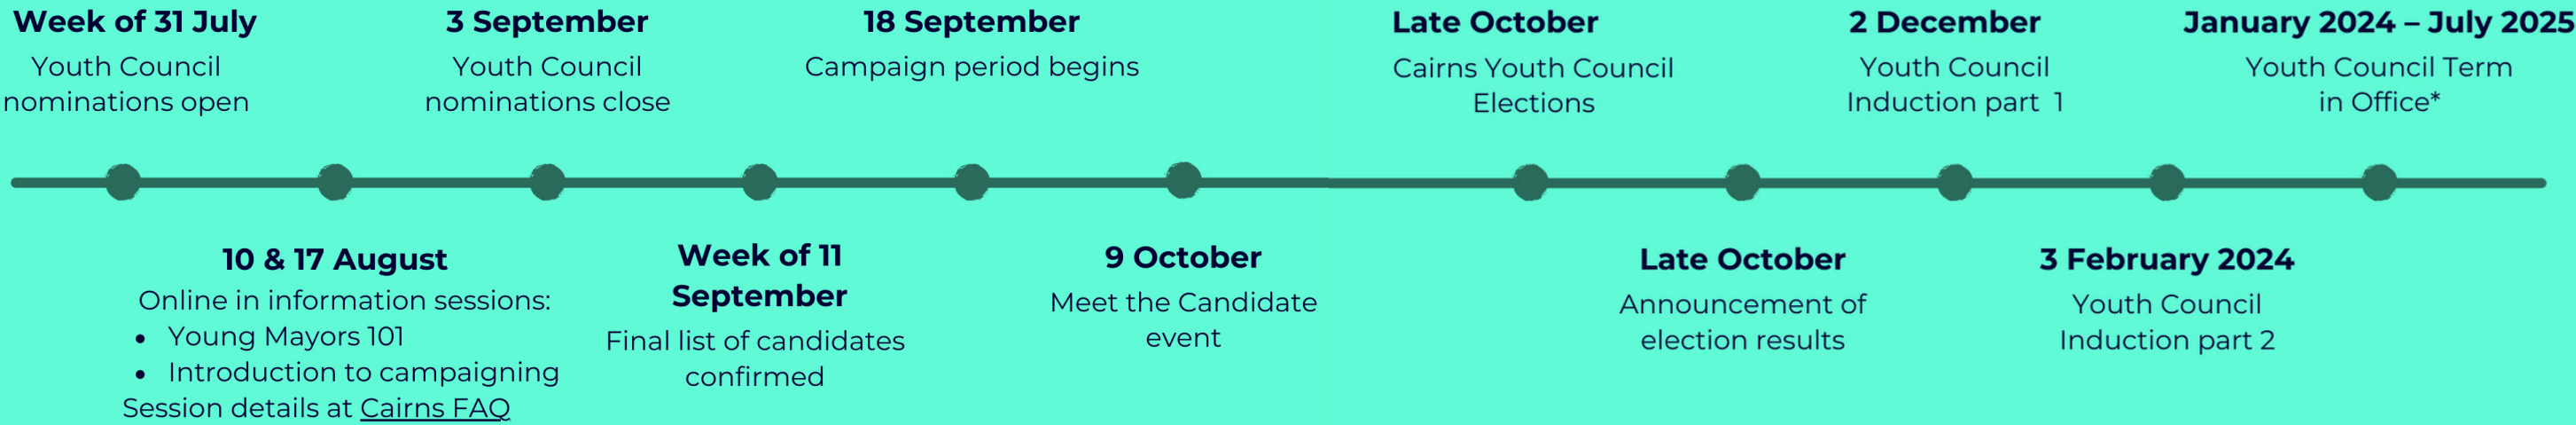 Week of 31 July
Youth Council
nominations open
10 & 17 August
Online in information sessions:
• Young Mayors 101
• Introduction to campaigning
Session details at Cairns FAQ
3 September
Youth Council
nominations close
Week of 11
September
Final list of candidates
confirmed
18 September
Campaign period begins
9 October
Meet the Candidate
event
Late October
Cairns Youth Council
Elections
Late October
Announcement of
election results
2 December
Youth Council
Induction part 1
3 February 2024
Youth Council
Induction part 2
January 2024 – July 2025
Youth Council Term
in Office*